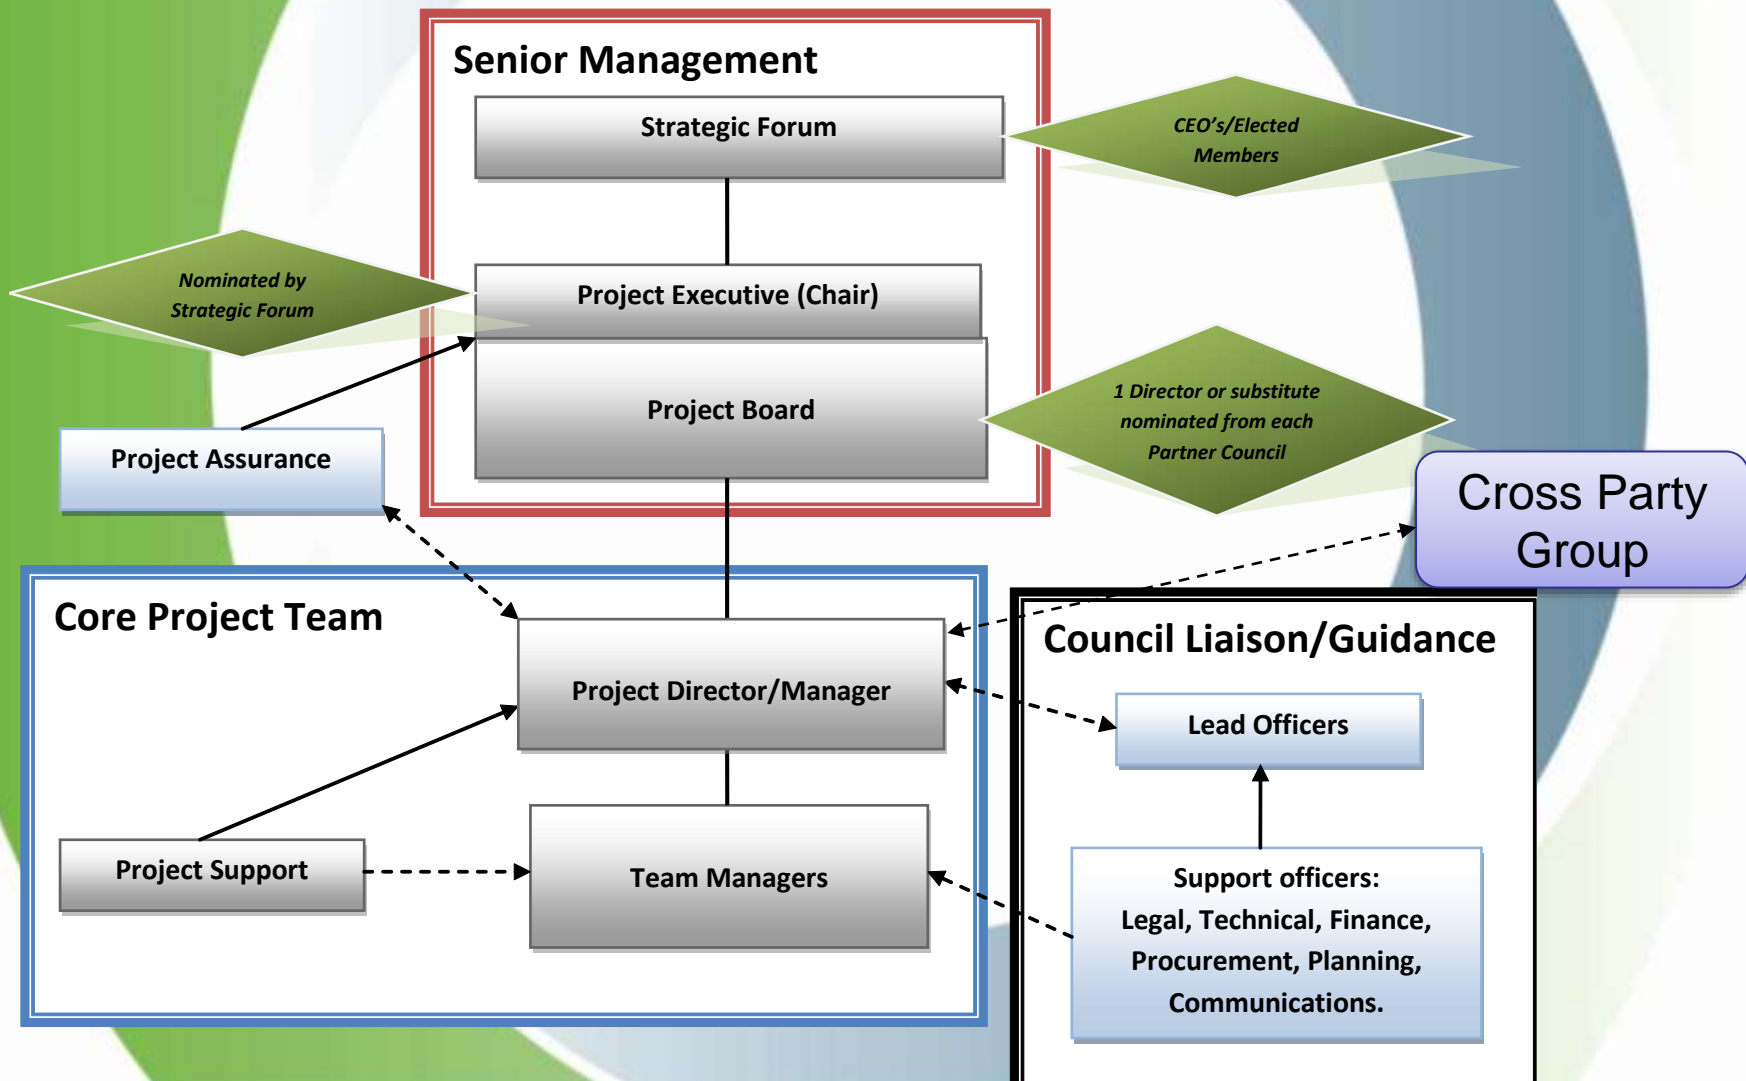 Senior Management
Strategic Forum
CEO’s/Elected
Members
Nominated by
Strategic Forum
Project Executive (Chair)
Project Board
1 Director or substitute
nominated from each
Partner Council
Project Assurance
Cross Party
Group
Core Project Team
Council Liaison/Guidance
Project Director/Manager
Lead Officers
Project Support
Team Managers
Support officers:
Legal, Technical, Finance,
Procurement, Planning,
Communications.